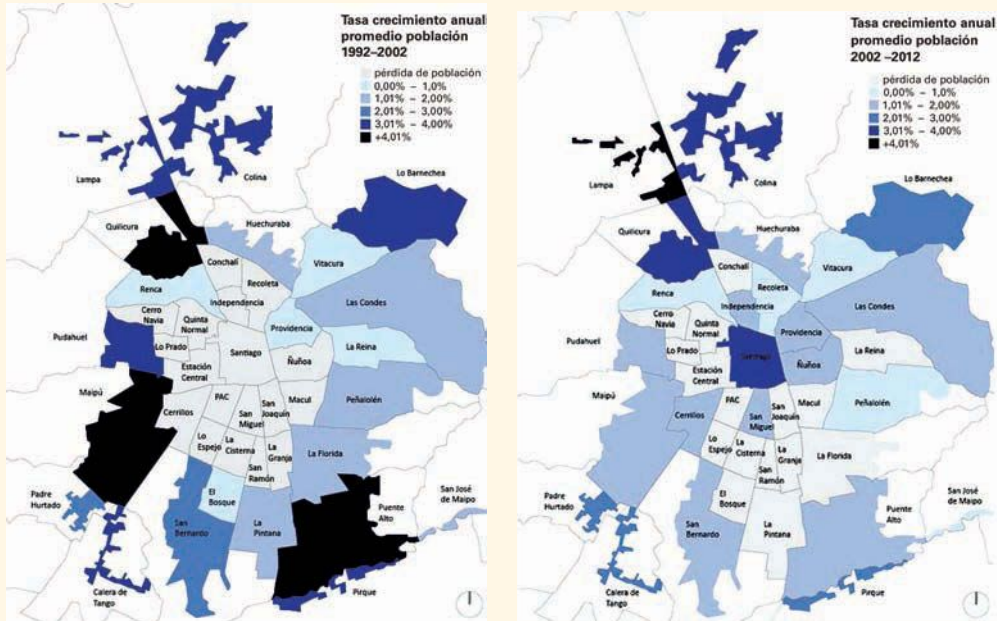 Tasa crecimiento anual
promedio población
1992–2002
pérdida de población
0,00% – 1,0%
1,01% – 2,00%
2,01% – 3,00%
3,01% – 4,00%
+4,01%
Lampa
Colina
Lo Barnechea
Quilicura
Huechuraba
Conchalí
Vitacura
Recoleta
Renca
Independencia
Las Condes
Cerro
Navia
Quinta
Normal
Providencia
Pudahuel
Lo Prado
Santiago
La Reina
Ñuñoa
Estación
Central
Maipú
Peñalolén
Cerrillos
PAC
San
Miguel
San
Joaquín
Macul
Lo
Espejo
La
Cisterna
La
Granja
La Florida
San
Ramón
El
Bosque
Padre
Hurtado
San
Bernardo
La
Pintana
Puente
Alto
San José
de Maipo
Calera de
Tango
Pirque
Tasa crecimiento anual
promedio población
2002 –2012
pérdida de población
0,00% – 1,0%
1,01% – 2,00%
2,01% – 3,00%
3,01% – 4,00%
+4,01%
Lampa
Colina
Lo Barnechea
Quilicura
Huechuraba
Conchalí
Vitacura
Recoleta
Renca
Independencia
Las Condes
Cerro
Navia
Quinta
Normal
Providencia
Pudahuel
Lo Prado
Santiago
La Reina
Ñuñoa
Estación
Central
Maipú
Peñalolén
Cerrillos
PAC
San
Miguel
San
Joaquín
Macul
Lo
Espejo
La
Cisterna
La
Granja
La Florida
San
Ramón
El
Bosque
Padre
Hurtado
San
Bernardo
La
Pintana
Puente
Alto
San José de
Maipo
Calera de
Tango
Pirque